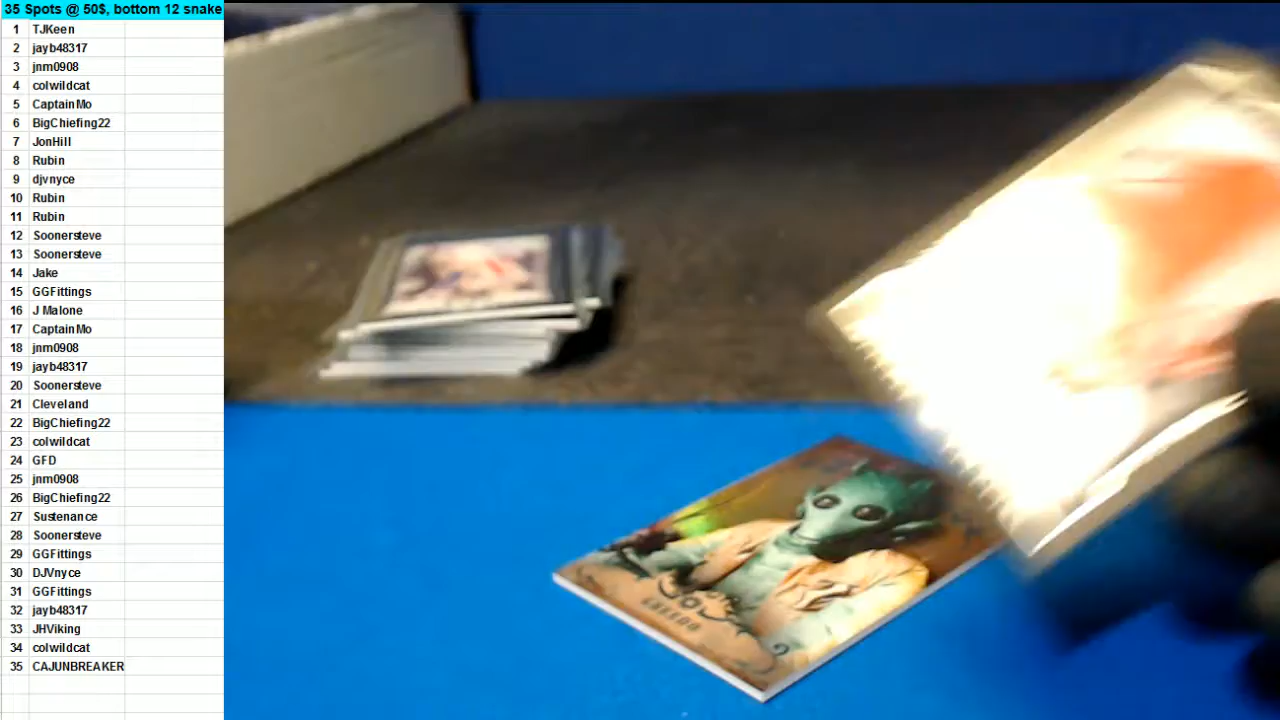 35 Spots @ 50$, bottom 12 snake
1 TJKeen
2 jayb48317
3 jnm0908
4 colwildcat
5 CaptainMo
6 BigChiefing22
7 JonHill
8 Rubin
9 djvnyce
10 Rubin
11 Rubin
12 Soonersteve
13 Soonersteve
14 Jake
15 GGFittings
16 J Malone
17 CaptainMo
18 jnm0908
19 jayb48317
20 Soonersteve
21 Cleveland
22 BigChiefing22
23 colwildcat
24 GFD
25 jnm0908
26 BigChiefing22
27 Sustenance
28 Soonersteve
29 GGFittings
30 DJVnyce
31 GGFittings
32 jayb48317
33 JHViking
34 colwildcat
35 CAJUNBREAKER
GREEDO